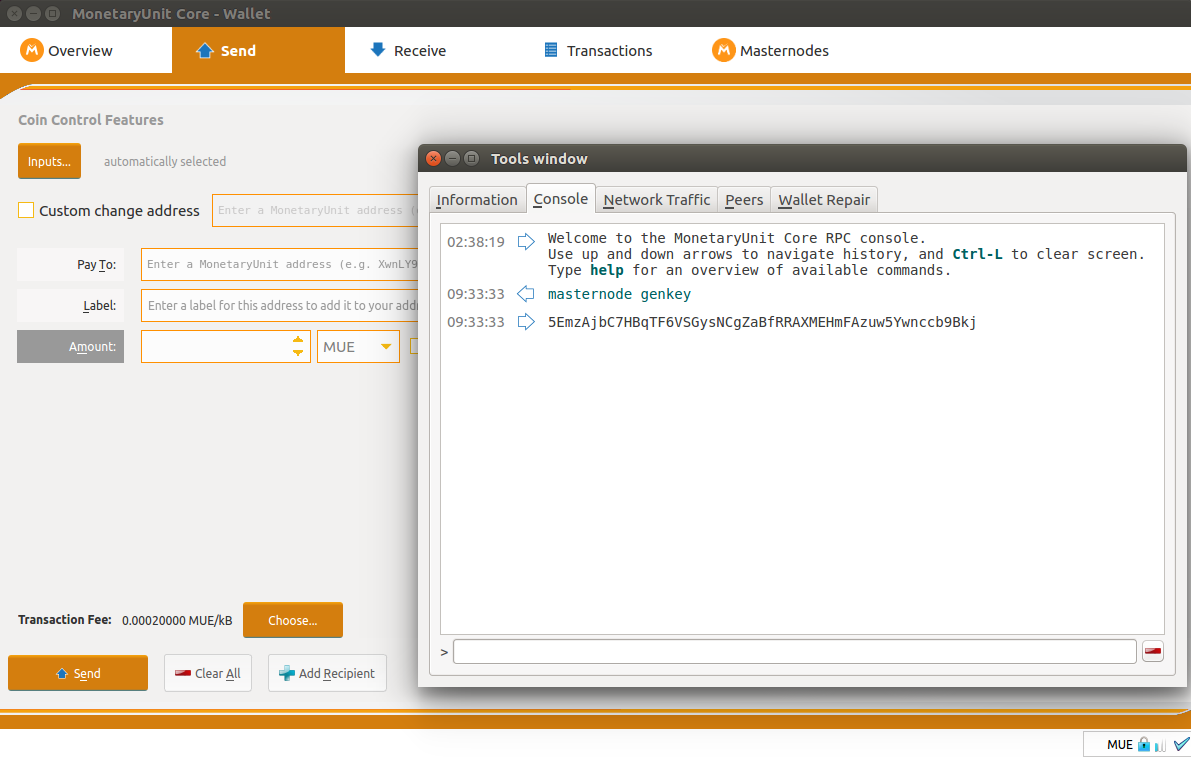 MonetaryUnit Core - Wallet
Overview
Send
Receive
Transactions
Masternodes
Coin Control Features
Inputs...
automatically selected
Custom change address
Enter a MonetaryUnit address (
Pay To:
Enter a MonetaryUnit address (e.g. XwnLY9
Label:
Enter a label for this address to add it to your add
Amount:
MUE
Transaction Fee:
0.00020000 MUE/kB
Choose...
Send
Clear All
Add Recipient
Tools window
Information
Console
Network Traffic
Peers
Wallet Repair
02:38:19
Welcome to the MonetaryUnit Core RPC console.
Use up and down arrows to navigate history, and Ctrl-L to clear screen.
Type help for an overview of available commands.
09:33:33
masternode genkey
09:33:33
5EmzAjbC7HBqTF6VSGysNCgZaBfRRAXMEHmFAzuw5Ywnccb9Bkj
>
MUE